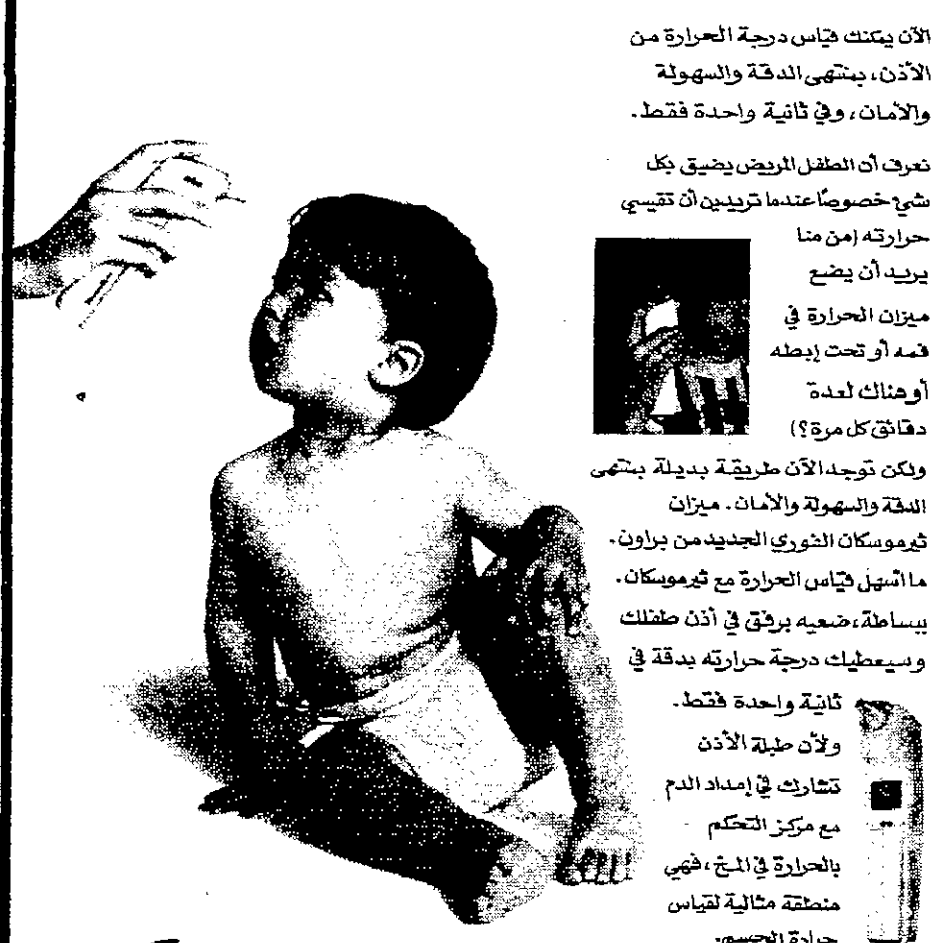 الآن يمكنك قياس درجة الحرارة من
الأذن، بمنتهى الدقة والسهولة
والأمان، وفي ثانية واحدة فقط.
نعرف أن الطفل المريض يضيق بكل
شيء خصوصًا عندما تريدين أن تقيسي
حرارته (من منا
يريد أن يضع
ميزان الحرارة في
فمه أو تحت إبطه
أو هناك لعدة
دقائق كل مرة؟)
ولكن توجد الآن طريقة بديلة بمنتهى
الدقة والسهولة والأمان. ميزان
ثيرموسكان الثوري الجديد من براون.
ما أسهل قياس الحرارة مع ثيرموسكان.
ببساطة، ضعيه برفق في أذن طفلك
وسيعطيك درجة حرارته بدقة في
ثانية واحدة فقط.
ولأن طبلة الأذن
تشارك في إمداد الدم
مع مركز التحكم
بالحرارة في المخ، فهي
منطقة مثالية لقياس
حرارة الجسم.